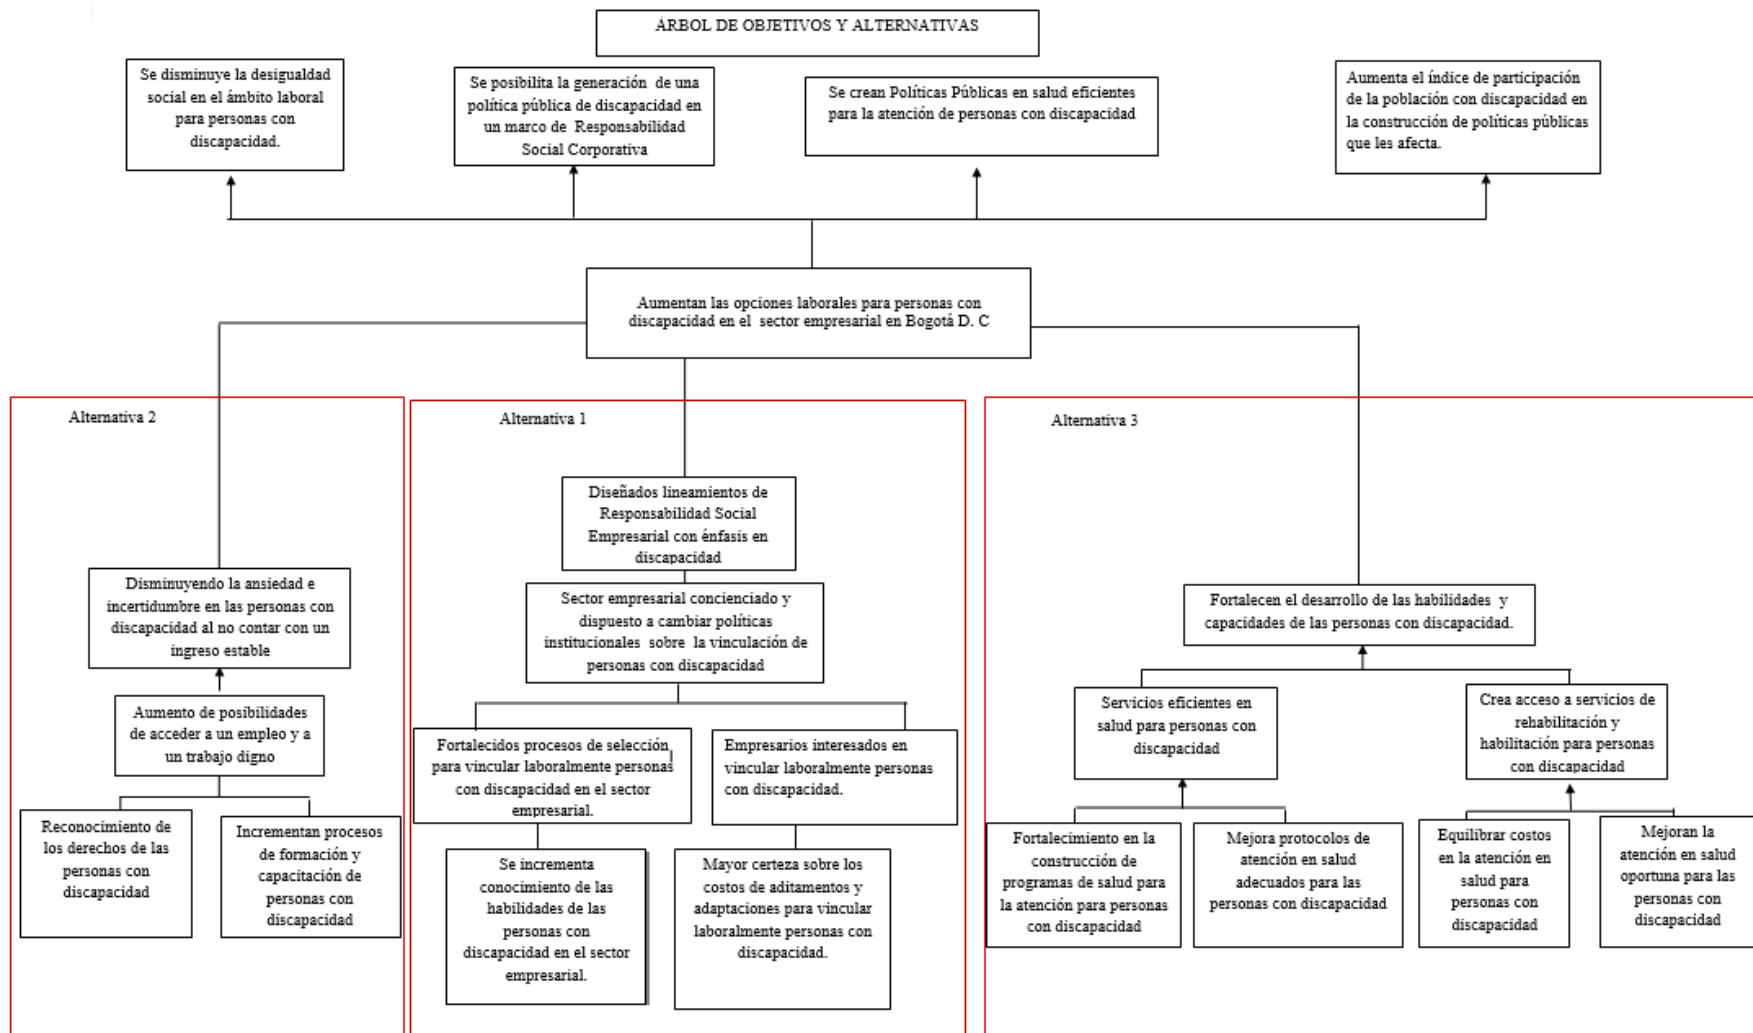 ÁRBOL DE OBJETIVOS Y ALTERNATIVAS
Se disminuye la desigualdad
social en el ámbito laboral
para personas con
discapacidad.
Se posibilita la generación de una
política pública de discapacidad en
un marco de Responsabilidad
Social Corporativa
Se crean Políticas Públicas en salud eficientes
para la atención de personas con discapacidad
Aumenta el índice de participación
de la población con discapacidad en
la construcción de políticas públicas
que les afecta.
Aumentan las opciones laborales para personas con
discapacidad en el sector empresarial en Bogotá D. C
Alternativa 2
Disminuyendo la ansiedad e
incertidumbre en las personas con
discapacidad al no contar con un
ingreso estable
Aumento de posibilidades
de acceder a un empleo y a
un trabajo digno
Reconocimiento de
los derechos de las
personas con
discapacidad
Incrementan procesos
de formación y
capacitación de
personas con
discapacidad
Alternativa 1
Diseñados lineamientos de
Responsabilidad Social
Empresarial con énfasis en
discapacidad
Sector empresarial concienciado y
dispuesto a cambiar políticas
institucionales sobre la vinculación de
personas con discapacidad
Fortalecidos procesos de selección
para vincular laboralmente personas
con discapacidad en el sector
empresarial.
Empresarios interesados en
vincular laboralmente personas
con discapacidad.
Se incrementa
conocimiento de las
habilidades de las
personas con
discapacidad en el sector
empresarial.
Mayor certeza sobre los
costos de aditamentos y
adaptaciones para vincular
laboralmente personas con
discapacidad.
Alternativa 3
Fortalecen el desarrollo de las habilidades y
capacidades de las personas con discapacidad.
Servicios eficientes en
salud para personas con
discapacidad
Crea acceso a servicios de
rehabilitación y
habilitación para personas
con discapacidad
Fortalecimiento en la
construcción de
programas de salud para
la atención para personas
con discapacidad
Mejora protocolos de
atención en salud
adecuados para las
personas con discapacidad
Equilibrar costos
en la atención en
salud para
personas con
discapacidad
Mejoran la
atención en salud
oportuna para las
personas con
discapacidad